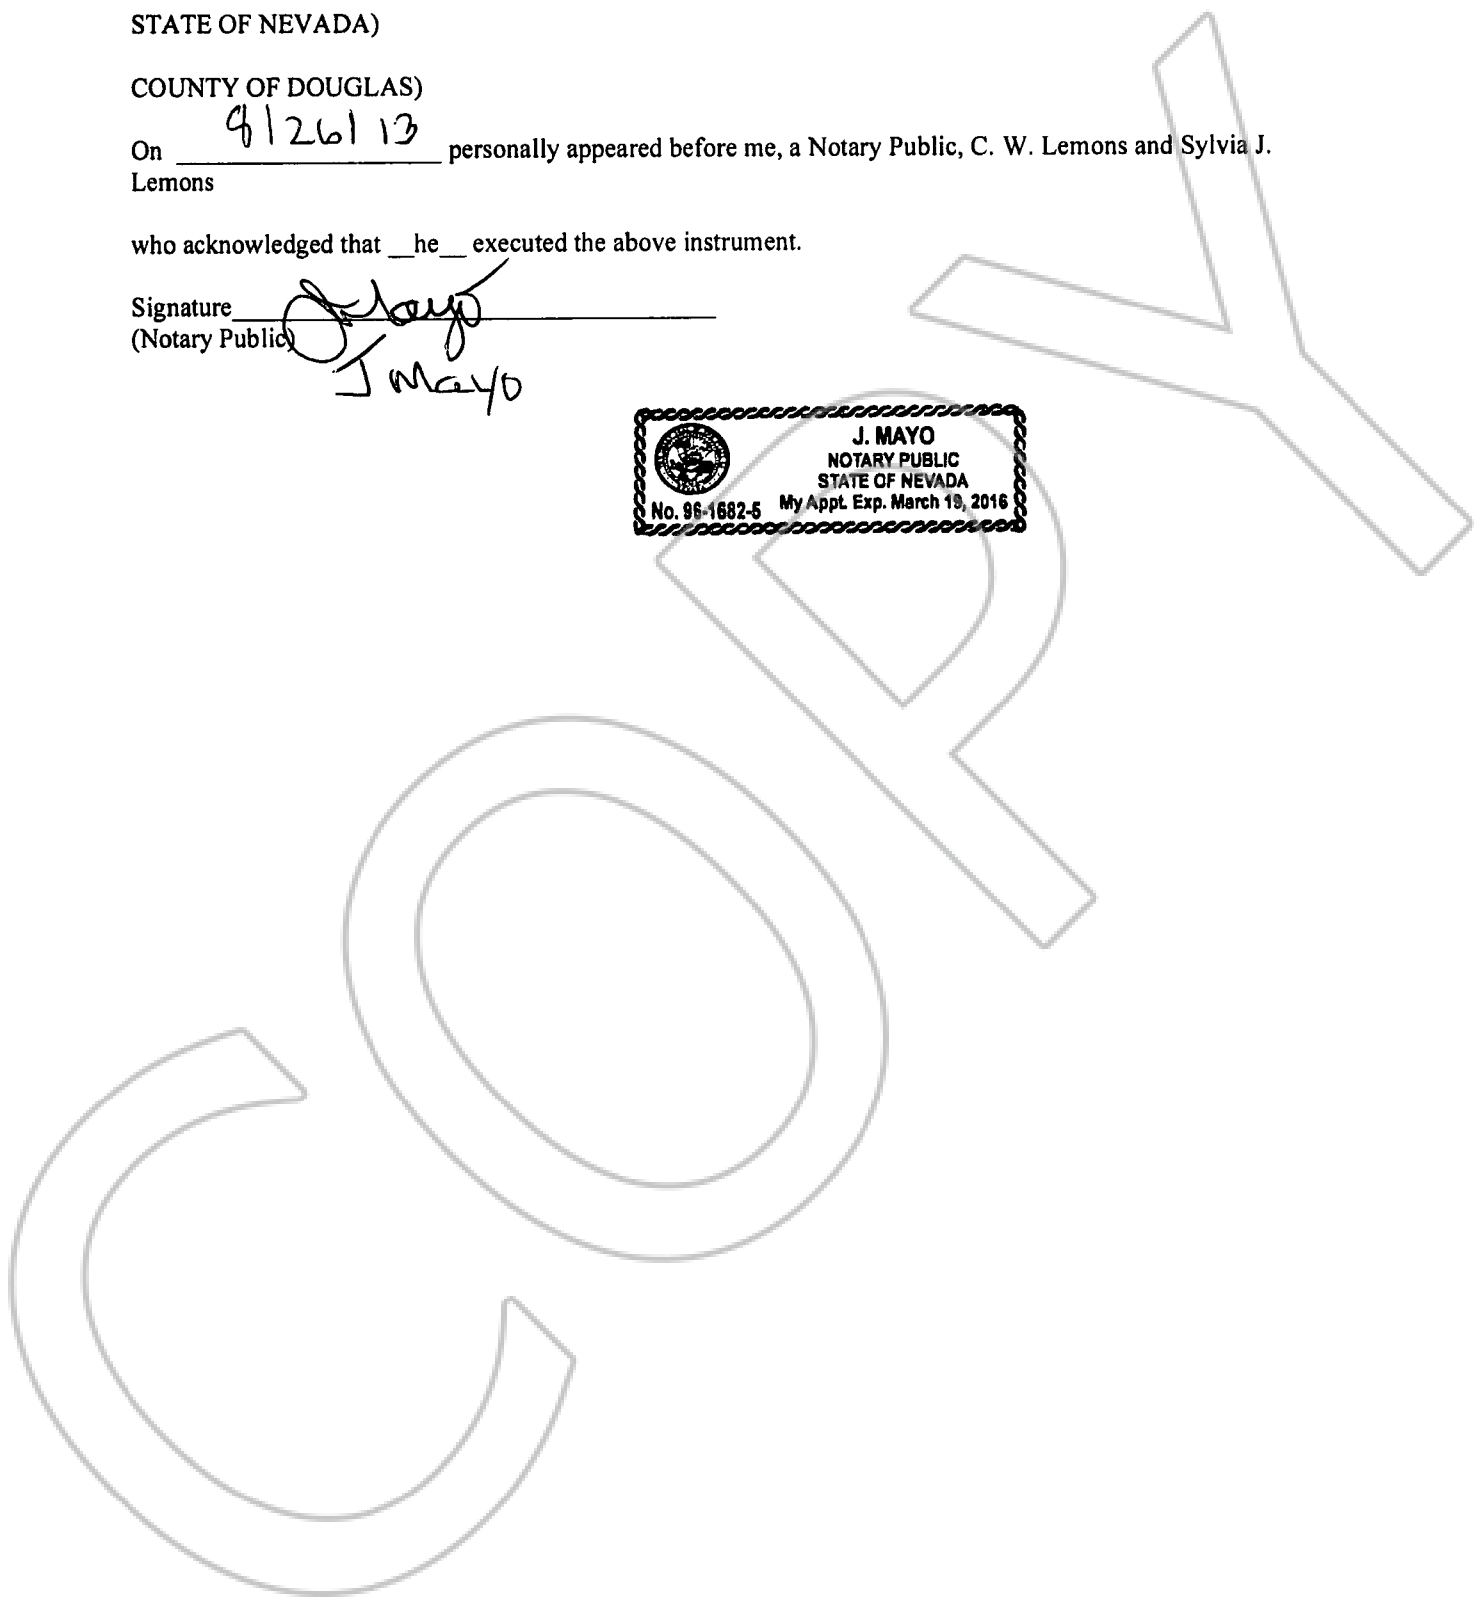 STATE OF NEVADA)
COUNTY OF DOUGLAS)
On 8/26/13 personally appeared before me, a Notary Public, C. W. Lemons and Sylvia J.
Lemons
who acknowledged that __he__ executed the above instrument.
Signature JMayo
(Notary Public)
J Mayo
J. MAYO
NOTARY PUBLIC
STATE OF NEVADA
No. 96-1682-5 My Appt. Exp. March 19, 2016
COPY